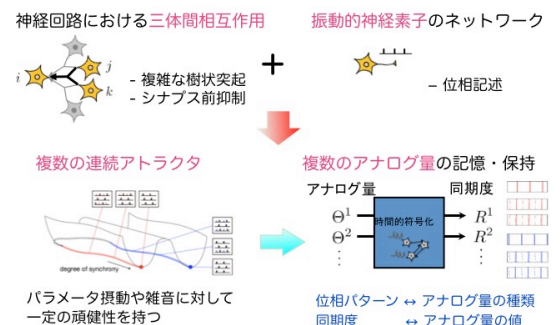 神経回路における三体間相互作用
i
j
k
- 複雑な樹状突起
- シナプス前抑制
+
振動的神経素子のネットワーク
– 位相記述
複数の連続アトラクタ
degree of synchrony
パラメータ摂動や雑音に対して
一定の頑健性を持つ
複数のアナログ量の記憶・保持
アナログ量
同期度
Θ¹
時間的符号化
R¹
Θ²
R²
⋮
⋮
位相パターン ↔ アナログ量の種類
同期度 ↔ アナログ量の値